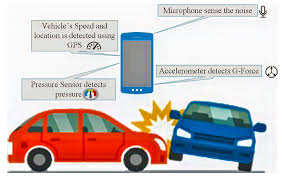 Vehicle's Speed and
location is detected using
GPS
Microphone sense the noise
Pressure Sensor detects
pressure
Accelerometer detects G-Force